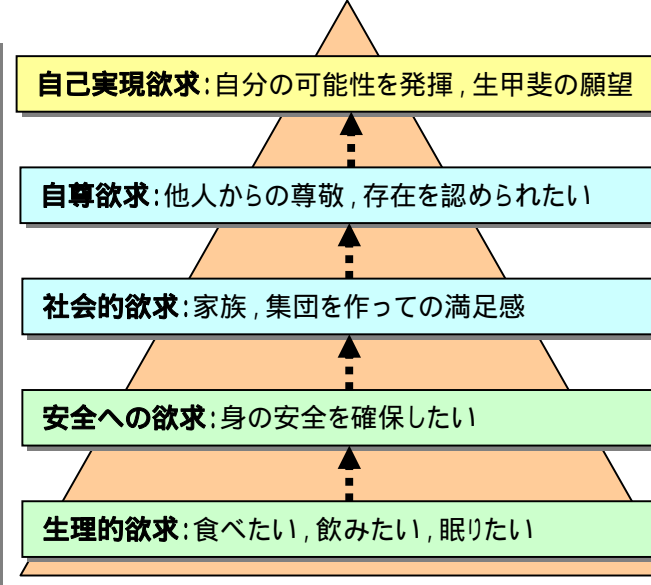 自己実現欲求:自分の可能性を発揮,生甲斐の願望
自尊欲求:他人からの尊敬,存在を認められたい
社会的欲求:家族,集団を作っての満足感
安全への欲求:身の安全を確保したい
生理的欲求:食べたい,飲みたい,眠りたい